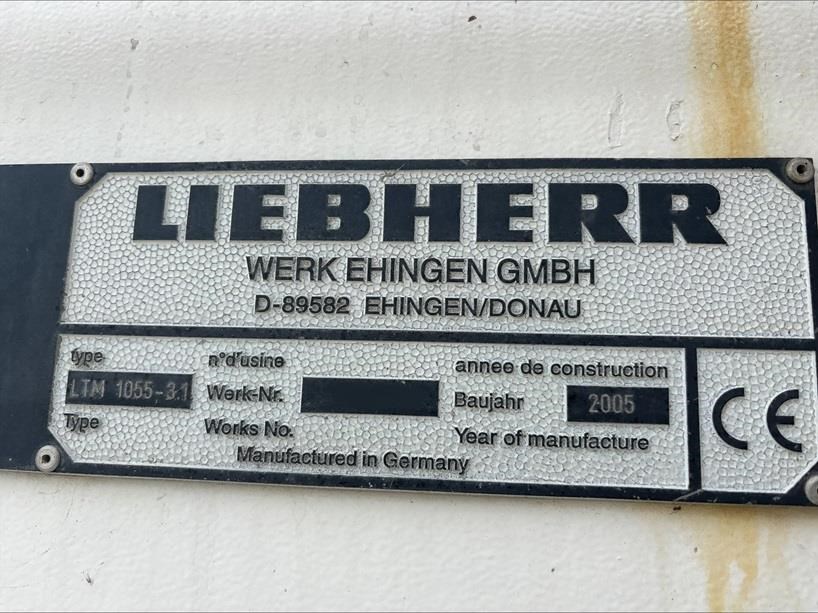 LIEBHERR
WERK EHINGEN GMBH
D-89582 EHINGEN/DONAU
type n°d'usine annee de construction
LTM 1055-3.1 Werk-Nr. Baujahr 2005
Type Works No. Year of manufacture
Manufactured in Germany
CE